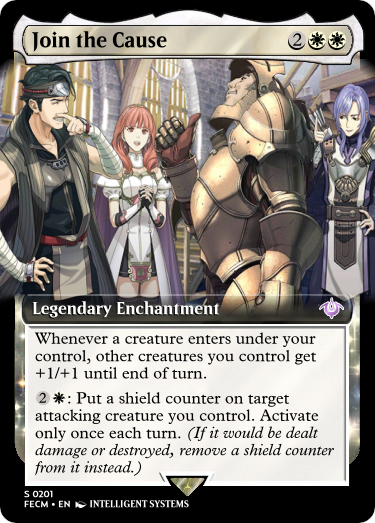 Join the Cause 2
Legendary Enchantment
Whenever a creature enters under your
control, other creatures you control get
+1/+1 until end of turn.
2 : Put a shield counter on target
attacking creature you control. Activate
only once each turn. (If it would be dealt
damage or destroyed, remove a shield counter
from it instead.)
S 0201
FECM • EN INTELLIGENT SYSTEMS